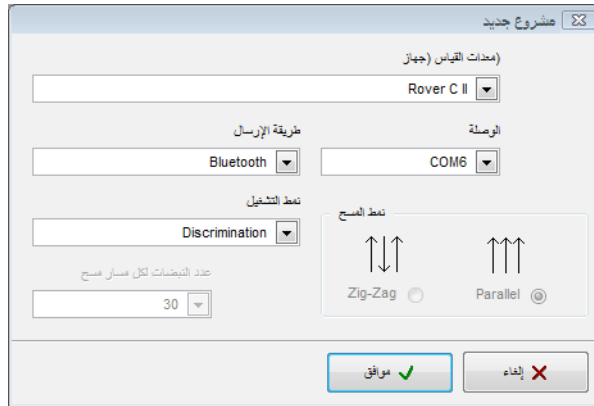 مشروع جديد
(معدات القياس (جهاز
Rover C II
الوصلة
طريقة الإرسال
COM6
Bluetooth
نمط التشغيل
Discrimination
نمط المسح
عدد النبضات لكل مسار مسح
30
Parallel
Zig-Zag
إلغاء
موافق